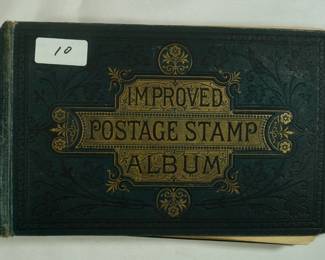 10
IMPROVED
POSTAGE STAMP
ALBUM